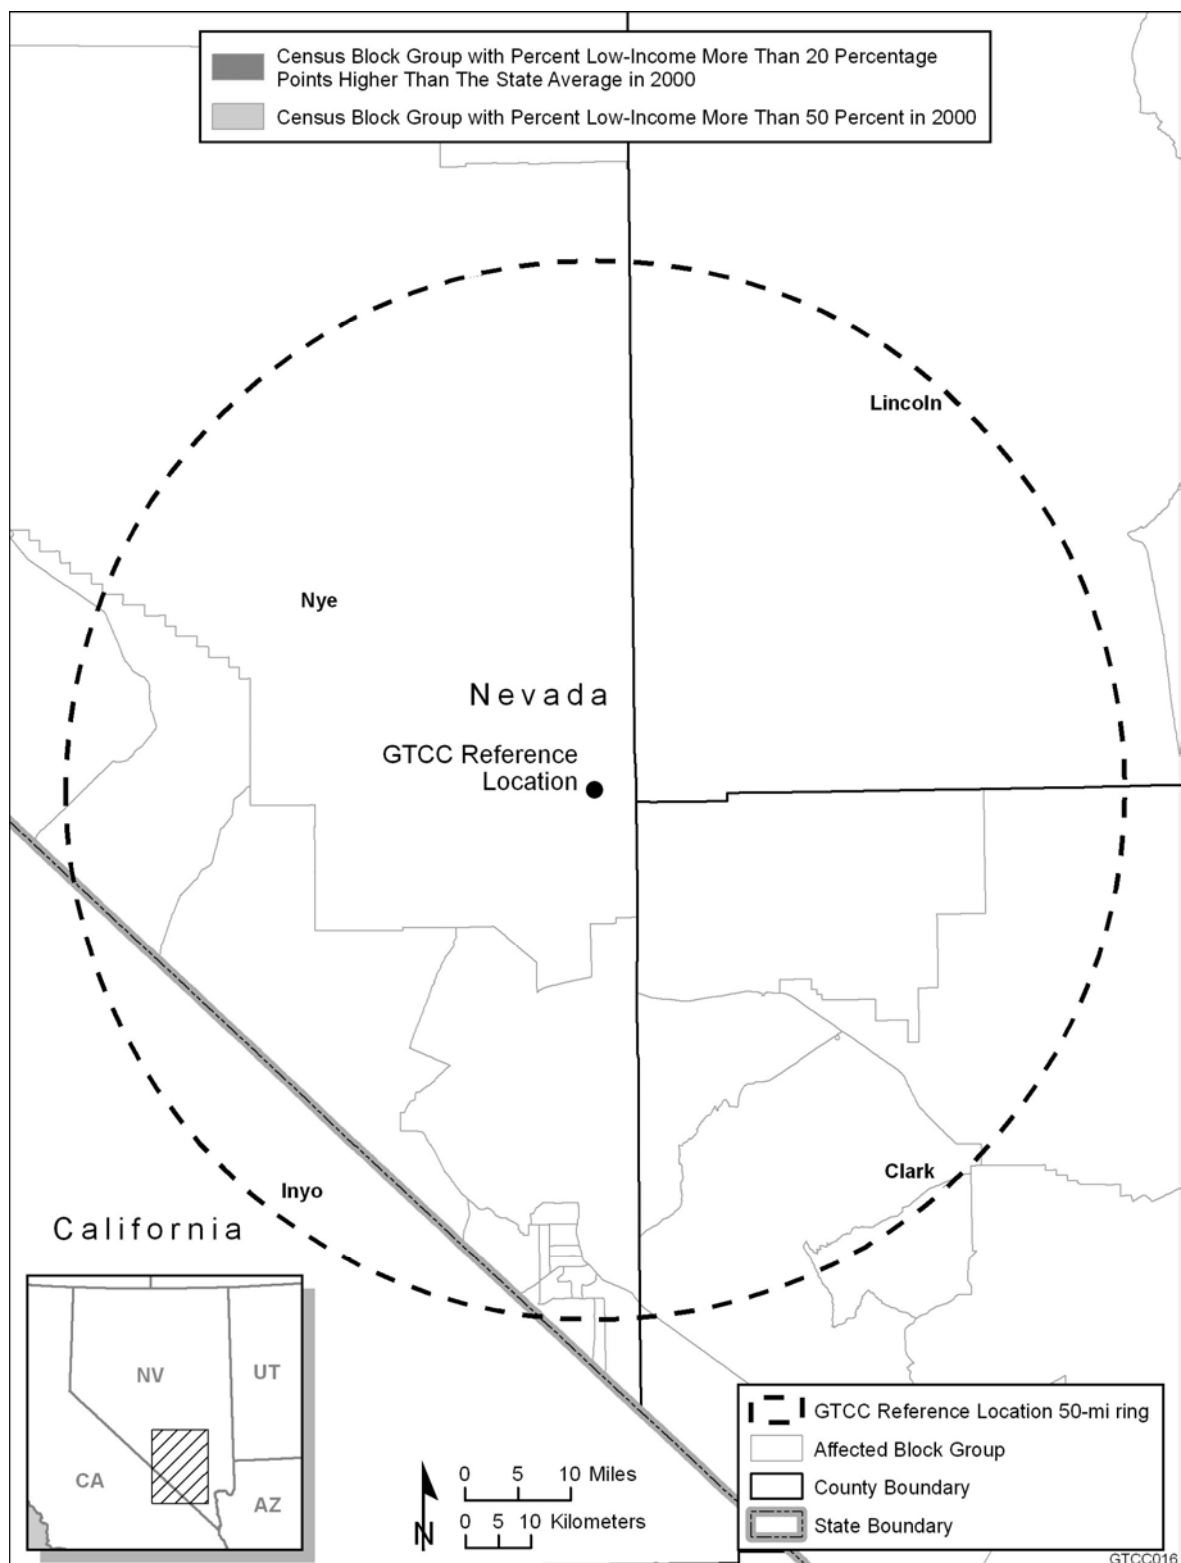 Census Block Group with Percent Low-Income More Than 20 Percentage
Points Higher Than The State Average in 2000
Census Block Group with Percent Low-Income More Than 50 Percent in 2000
Lincoln
Nye
Nevada
GTCC Reference
Location
Clark
Inyo
California
NV
UT
CA
AZ
0 5 10 Miles
0 5 10 Kilometers
N
GTCC Reference Location 50-mi ring
Affected Block Group
County Boundary
State Boundary
GTCC016